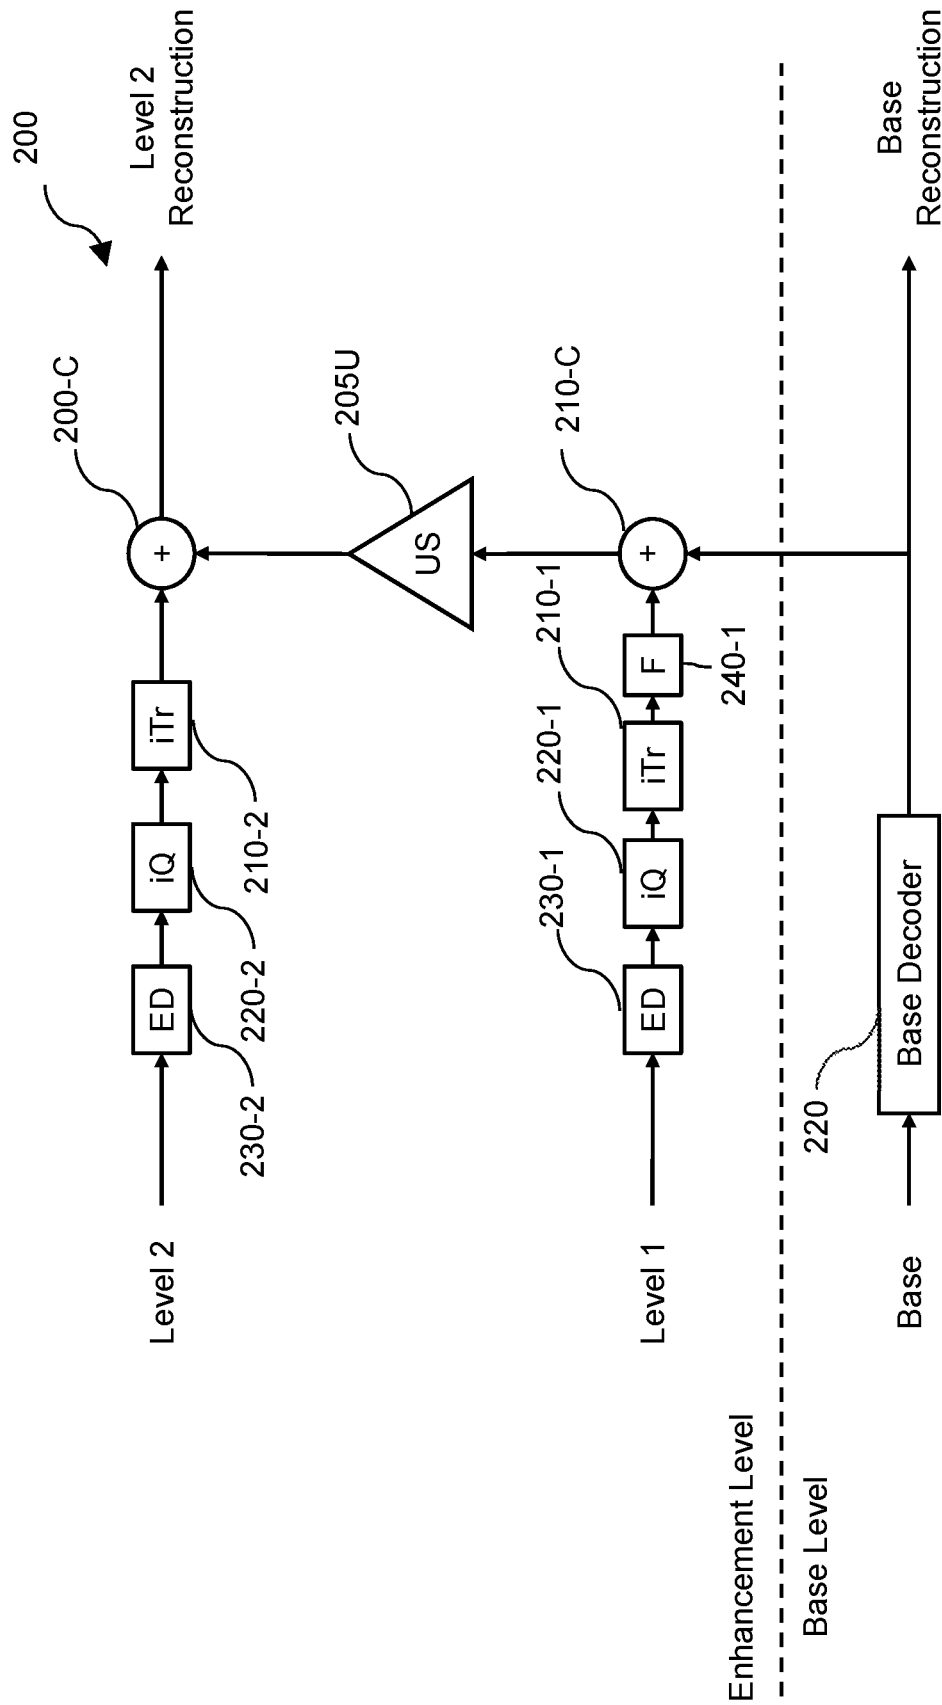 200
Level 2
Reconstruction
200-C
205U
210-C
+
US
+
iTr
iQ
ED
210-2
220-2
230-2
Level 2
F
iTr
iQ
ED
240-1
210-1
220-1
230-1
Level 1
Enhancement Level
Base Level
Base
220
Base Decoder
Base
Reconstruction